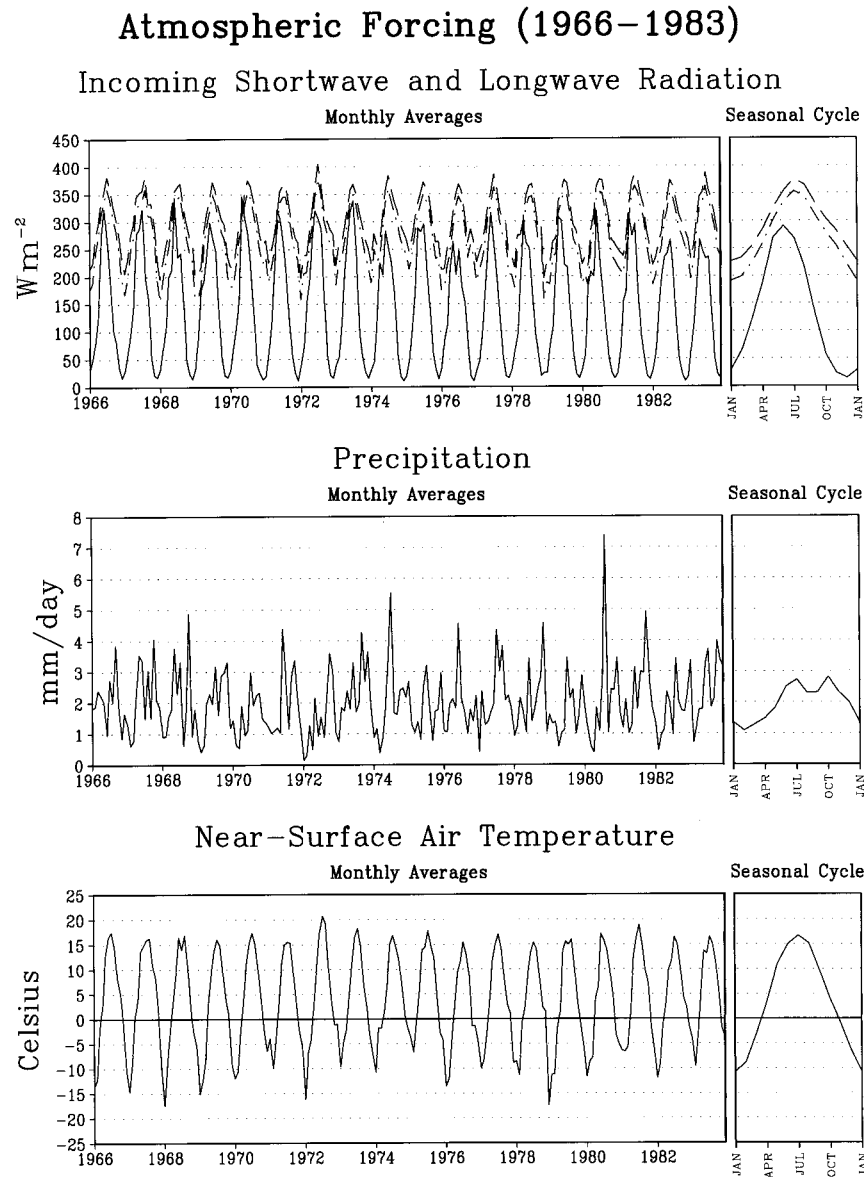 Atmospheric Forcing (1966–1983)
Incoming Shortwave and Longwave Radiation
Monthly Averages
Seasonal Cycle
Wm⁻²
450
400
350
300
250
200
150
100
50
0
1966 1968 1970 1972 1974 1976 1978 1980 1982
JAN APR JUL OCT JAN
Precipitation
Monthly Averages
Seasonal Cycle
mm/day
8
7
6
5
4
3
2
1
0
1966 1968 1970 1972 1974 1976 1978 1980 1982
JAN APR JUL OCT JAN
Near–Surface Air Temperature
Monthly Averages
Seasonal Cycle
Celsius
25
20
15
10
5
0
-5
-10
-15
-20
-25
1966 1968 1970 1972 1974 1976 1978 1980 1982
JAN APR JUL OCT JAN